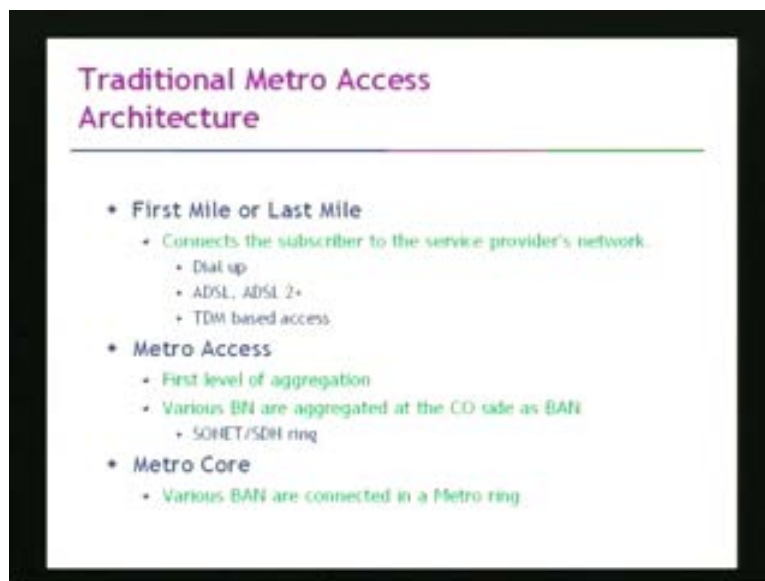 Traditional Metro Access
Architecture
First Mile or Last Mile
Connects the subscriber to the service provider's network.
Dial up
ADSL, ADSL 2+
TDM based access
Metro Access
First level of aggregation
Various BN are aggregated at the CO side as BAN
SONET/SDH ring
Metro Core
Various BAN are connected in a Metro ring